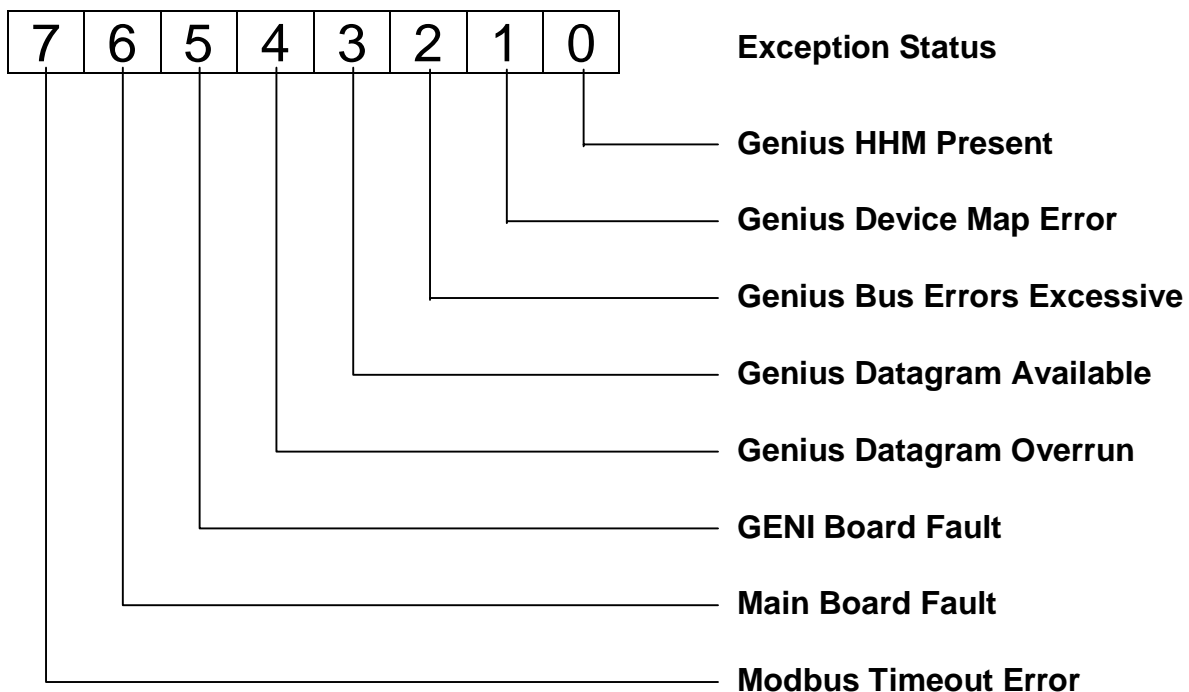 7 6 5 4 3 2 1 0 Exception Status
Genius HHM Present
Genius Device Map Error
Genius Bus Errors Excessive
Genius Datagram Available
Genius Datagram Overrun
GENI Board Fault
Main Board Fault
Modbus Timeout Error